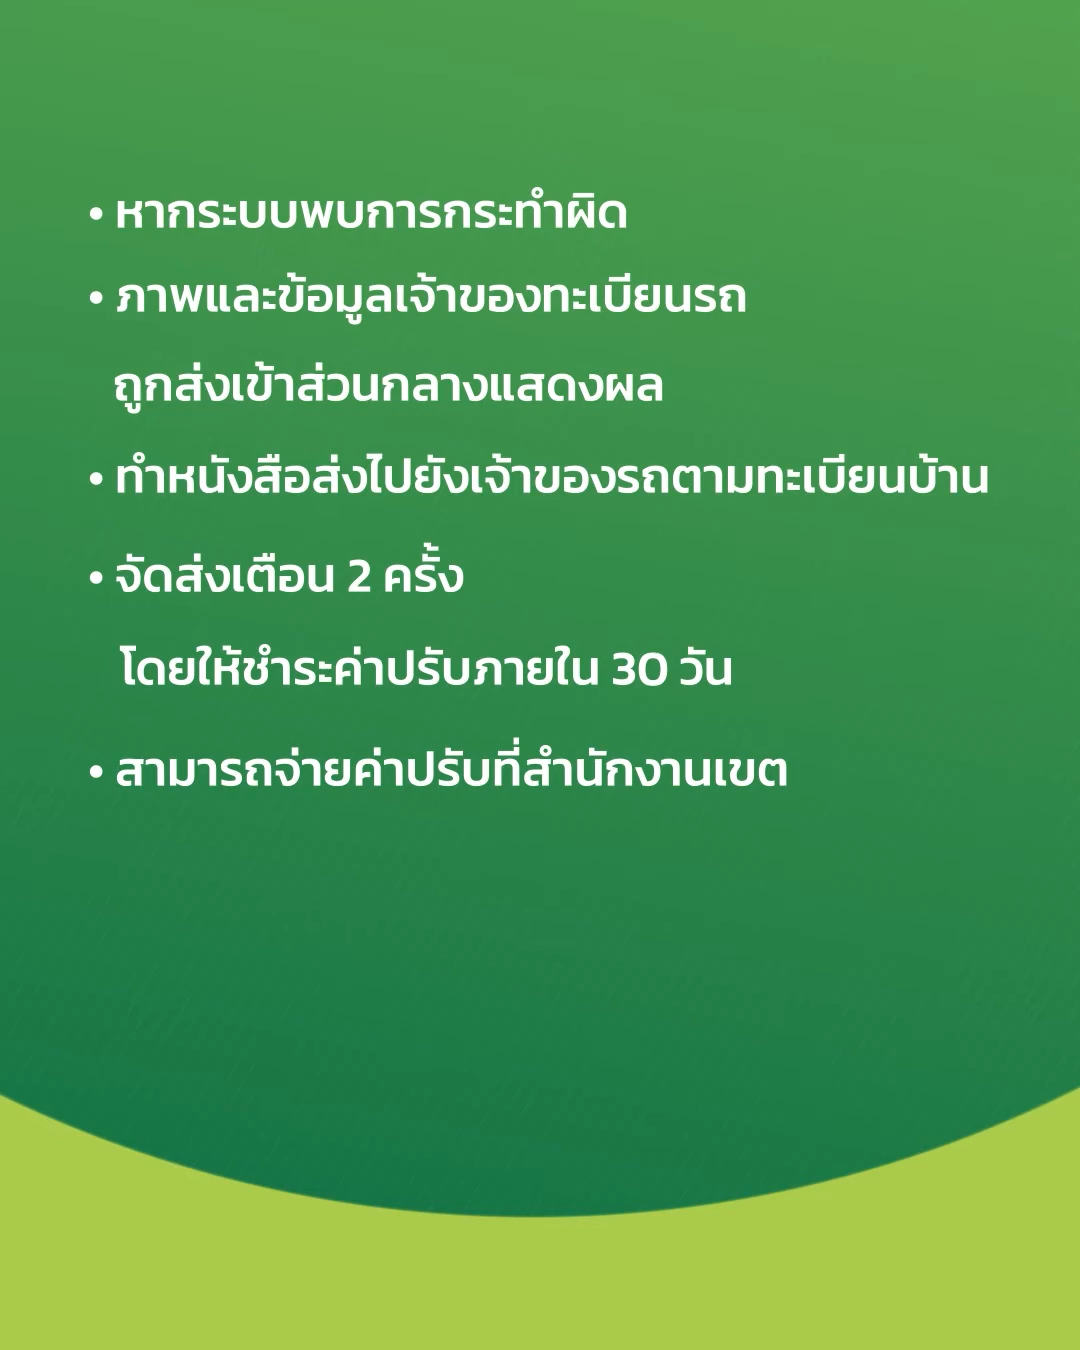 • หากระบบพบการกระทำผิด
• ภาพและข้อมูลเจ้าของทะเบียนรถ
ถูกส่งเข้าส่วนกลางแสดงผล
• ทำหนังสือส่งไปยังเจ้าของรถตามทะเบียนบ้าน
• จัดส่งเตือน 2 ครั้ง
โดยให้ชำระค่าปรับภายใน 30 วัน
• สามารถจ่ายค่าปรับที่สำนักงานเขต